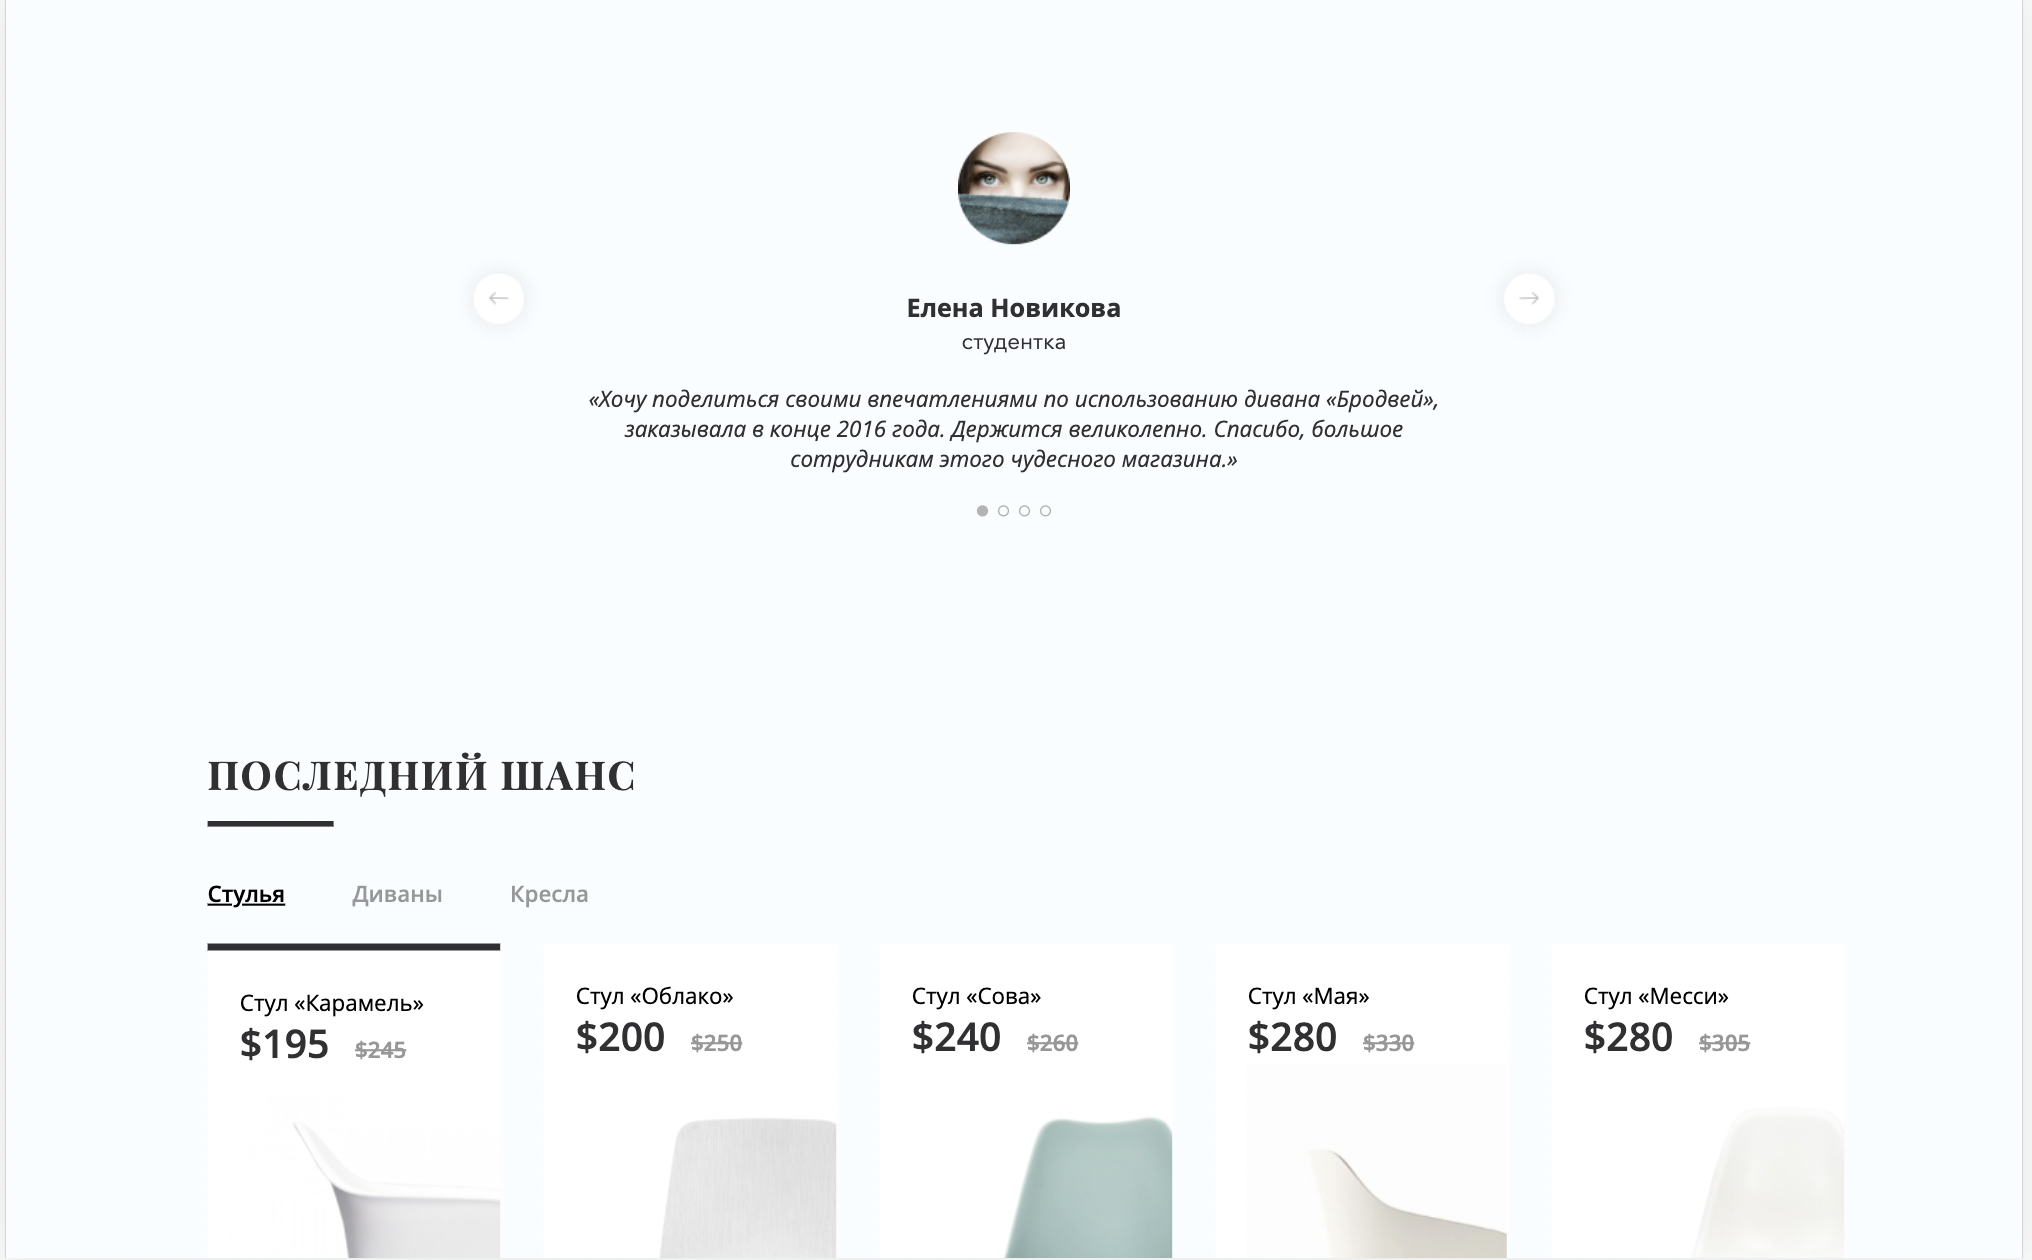 Елена Новикова
студентка
«Хочу поделиться своими впечатлениями по использованию дивана «Бродвей»,
заказывала в конце 2016 года. Держится великолепно. Спасибо, большое
сотрудникам этого чудесного магазина.»
ПОСЛЕДНИЙ ШАНС
Стулья Диваны Кресла
Стул «Карамель»
$195 $245
Стул «Облако»
$200 $250
Стул «Сова»
$240 $260
Стул «Мая»
$280 $330
Стул «Месси»
$280 $305